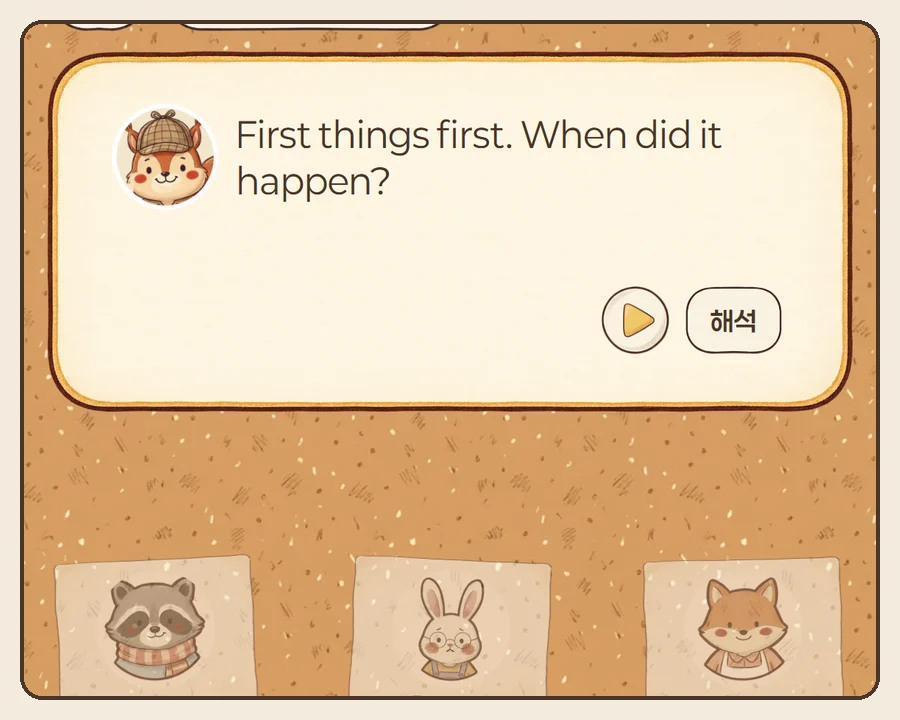 First things first. When did it
happen?
해석